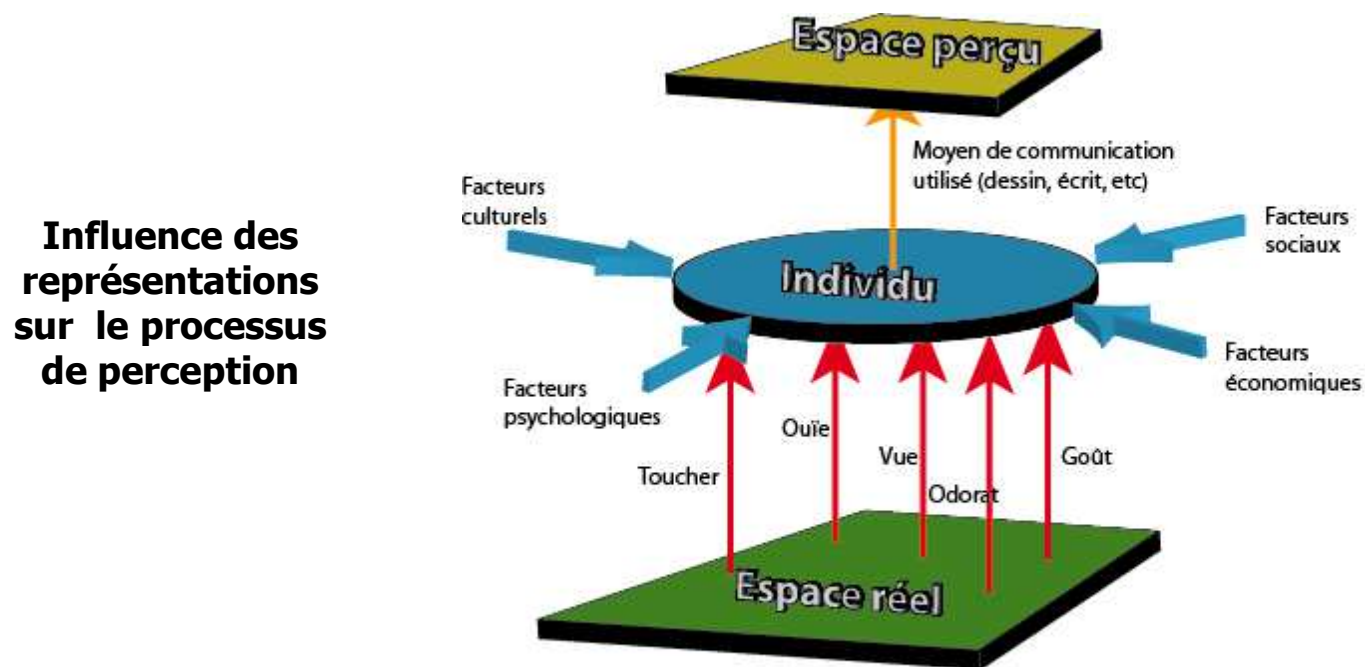 Influence des
représentations
sur le processus
de perception
Espace perçu
Moyen de communication
utilisé (dessin, écrit, etc)
Facteurs
culturels
Facteurs
sociaux
Individu
Facteurs
psychologiques
Facteurs
économiques
Ouïe
Vue
Goût
Toucher
Odorat
Espace réel